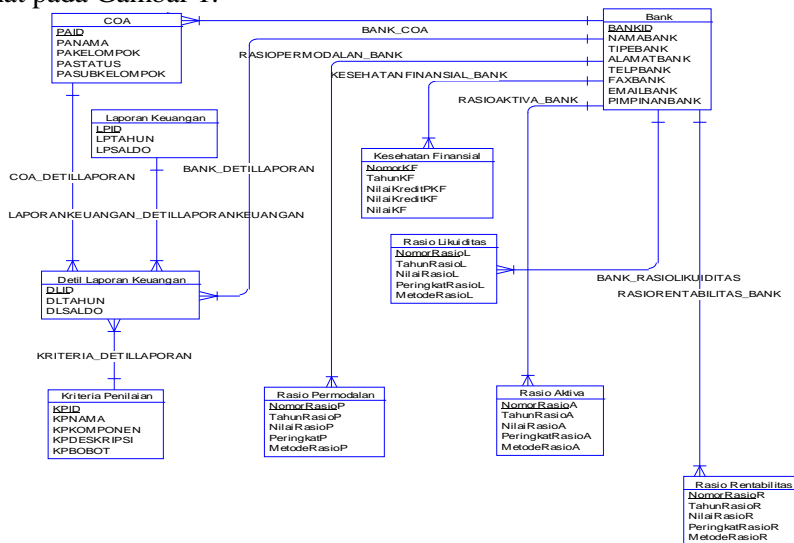 nat pada Gambar 1.
COA
PAID
PANAMA
PAKELOMPOK
PASTATUS
PASUBKELOMPOK
Bank
BANKID
NAMABANK
TIPEBANK
ALAMATBANK
TELPBANK
FAXBANK
EMAILBANK
PIMPINANBANK
BANK_COA
RASIOPERMODALAN_BANK
KESEHATANFINANSIAL_BANK
RASIOAKTIVA_BANK
Laporan Keuangan
LPID
LPTAHUN
LPSALDO
Kesehatan Finansial
NomorKF
TahunKF
NilaiKreditPKF
NilaiKreditKF
NilaiKF
COA_DETILLAPORAN
BANK_DETILLAPORAN
LAPORANKEUANGAN_DETILLAPORANKEUANGAN
Rasio Likuiditas
NomorRasioL
TahunRasioL
NilaiRasioL
PeringkatRasioL
MetodeRasioL
BANK_RASIOLIKUIDITAS
RASIORENTABILITAS_BANK
Detil Laporan Keuangan
DLID
DLTAHUN
DLSALDO
KRITERIA_DETILLAPORAN
Kriteria Penilaian
KPID
KPNAMA
KPKOMPONEN
KPDESKRIPSI
KPBOBOT
Rasio Permodalan
NomorRasioP
TahunRasioP
NilaiRasioP
PeringkatP
MetodeRasioP
Rasio Aktiva
NomorRasioA
TahunRasioA
NilaiRasioA
PeringkatRasioA
MetodeRasioA
Rasio Rentabilitas
NomorRasioR
TahunRasioR
NilaiRasioR
PeringkatRasioR
MetodeRasioR